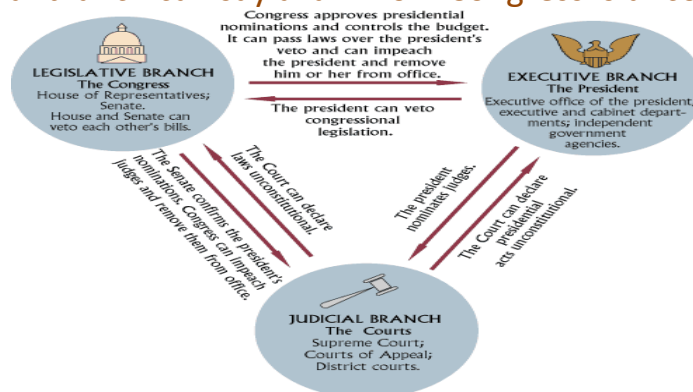 Congress approves presidential
nominations and controls the budget.
It can pass laws over the president's
veto and can impeach
the president and remove
him or her from office.
LEGISLATIVE BRANCH
The Congress
House of Representatives;
Senate.
House and Senate can
veto each other's bills.
EXECUTIVE BRANCH
The President
Executive office of the president,
executive and cabinet depart-
ments; independent
government
agencies.
The president can veto
congressional
legislation.
The Senate confirms the president's
nominations. Congress can impeach
judges and remove them from office.
The Court can declare
laws unconstitutional.
The president
nominates judges.
The Court can declare
presidential
acts unconstitutional.
JUDICIAL BRANCH
The Courts
Supreme Court;
Courts of Appeal;
District courts.